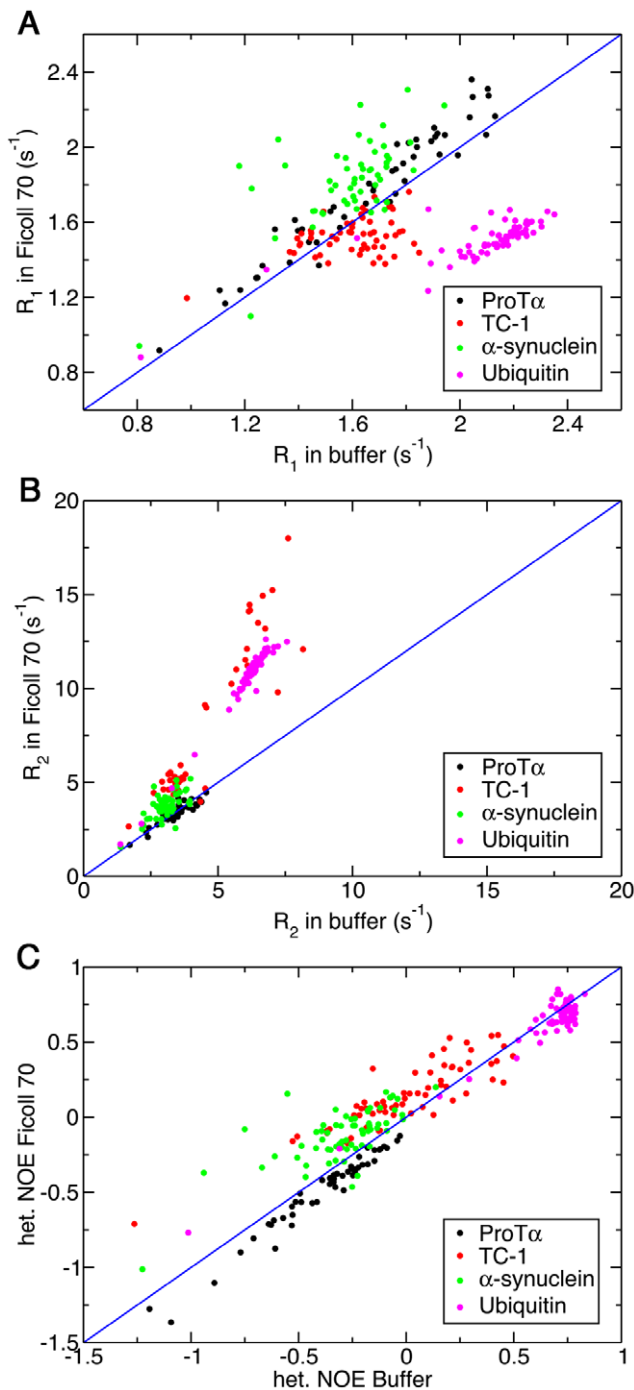 A
2.4
2
1.6
1.2
0.8
R1 in Ficoll 70 (s-1)
ProTα
TC-1
α-synuclein
Ubiquitin
0.8 1.2 1.6 2 2.4
R1 in buffer (s-1)
B
20
15
10
5
0
R2 in Ficoll 70 (s-1)
ProTα
TC-1
α-synuclein
Ubiquitin
0 5 10 15 20
R2 in buffer (s-1)
C
1
0.5
0
-0.5
-1
-1.5
het. NOE Ficoll 70
ProTα
TC-1
α-synuclein
Ubiquitin
-1.5 -1 -0.5 0 0.5 1
het. NOE Buffer